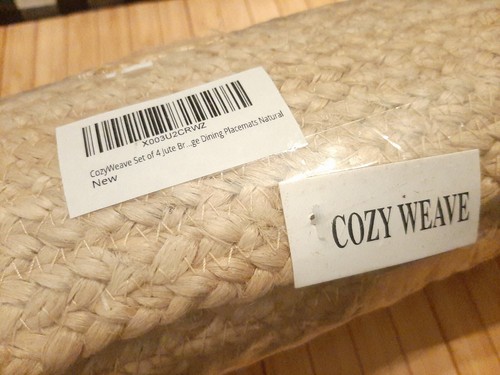 X003U2CRWZ
CozyWeave Set of 4 Jute Br...ge Dining Placemats Natural
New
COZY WEAVE